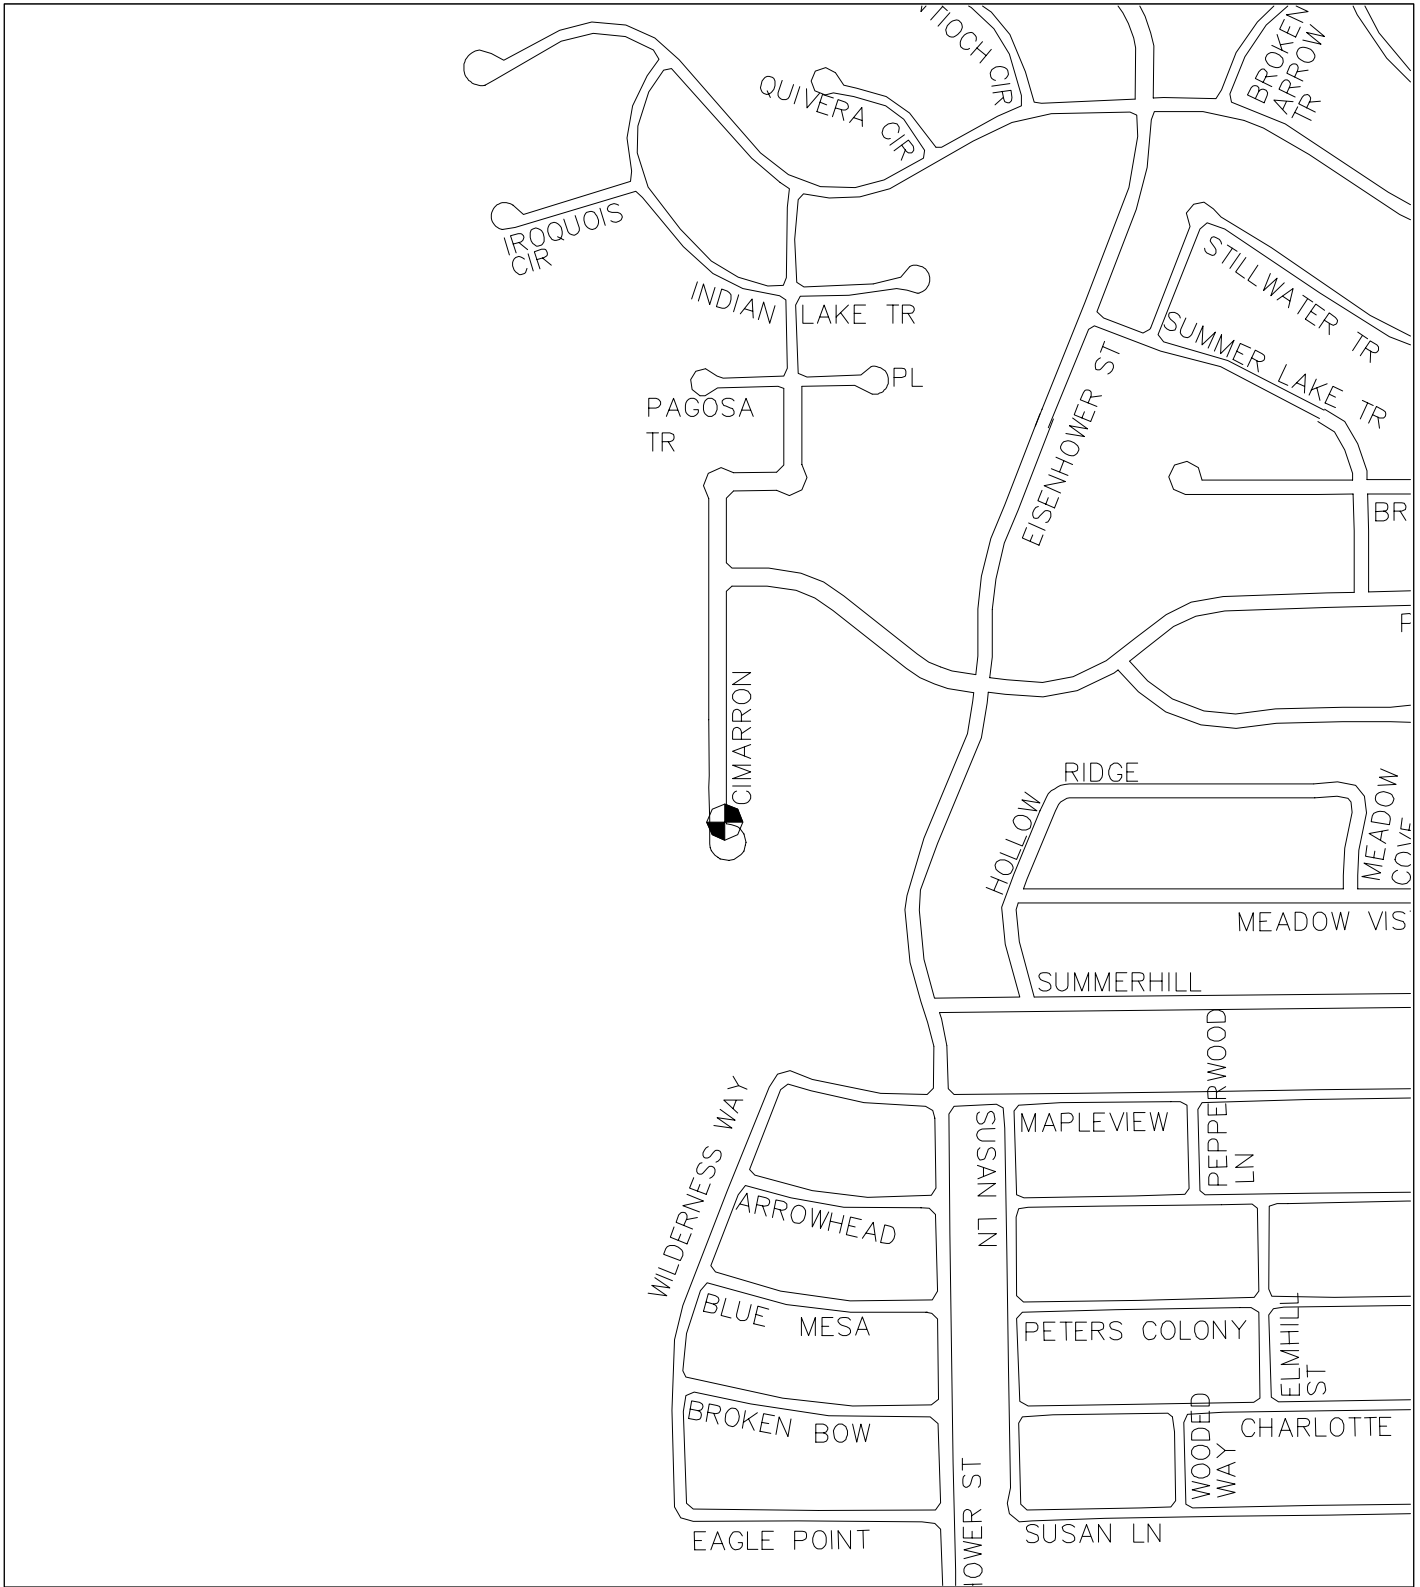 NTIOCH CIR
BROKEN
ARROW
TR
QUIVERA CIR
IROQUOIS
CIR
STILLWATER TR
INDIAN LAKE TR
SUMMER LAKE TR
PL
PAGOSA
TR
EISENHOWER ST
BR
CIMARRON
RIDGE
HOLLOW
MEADOW
COVE
MEADOW VIS
SUMMERHILL
PEPPERWOOD
LN
WILDERNESS WAY
SUSAN LN
MAPLEVIEW
ARROWHEAD
BLUE MESA
PETERS COLONY
ELMHILL
ST
BROKEN BOW
WOODED
WAY
CHARLOTTE
HOWER ST
EAGLE POINT
SUSAN LN